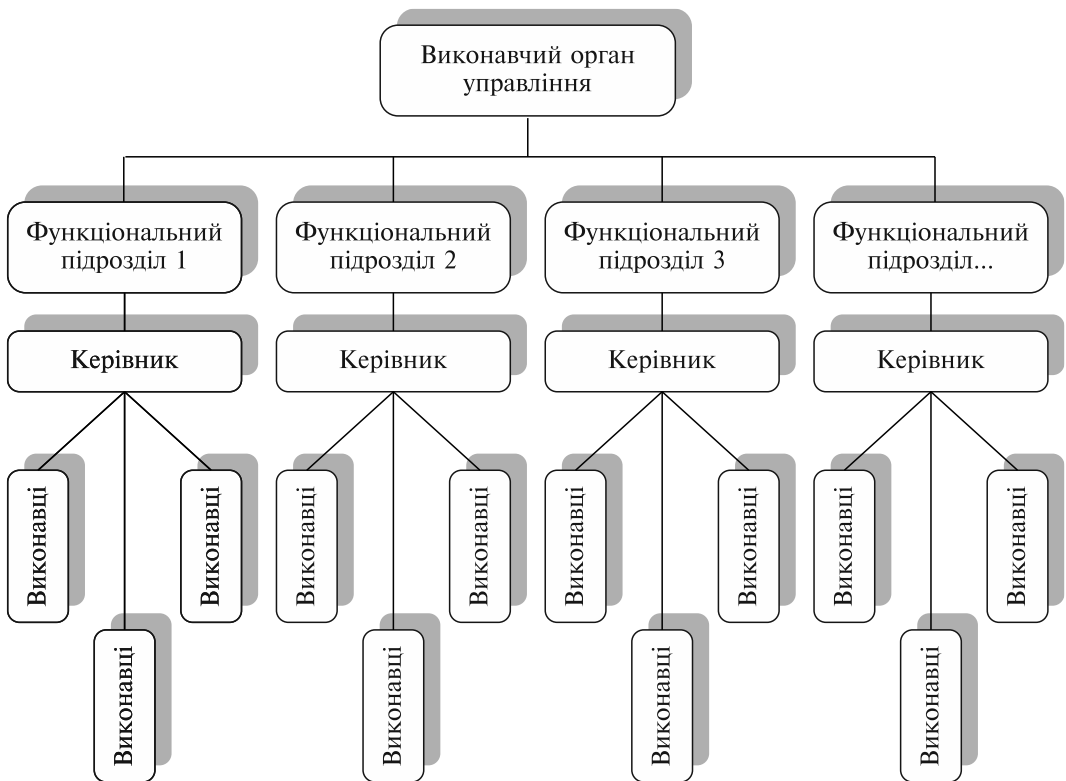 Виконавчий орган
управління
Функціональний
підрозділ 1
Функціональний
підрозділ 2
Функціональний
підрозділ 3
Функціональний
підрозділ...
Керівник
Керівник
Керівник
Керівник
Виконавці
Виконавці
Виконавці
Виконавці
Виконавці
Виконавці
Виконавці
Виконавці
Виконавці
Виконавці
Виконавці
Виконавці